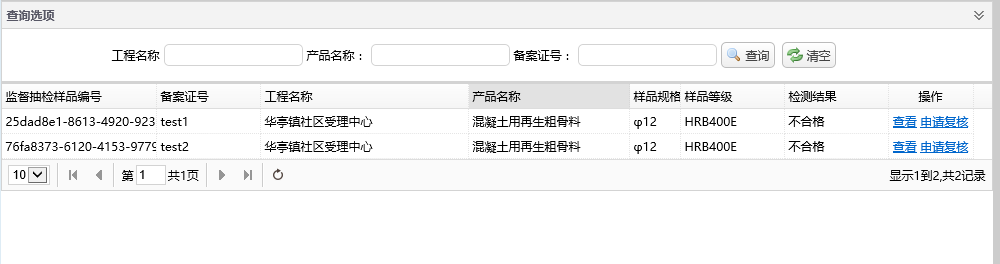 查询选项
工程名称 产品名称： 备案证号： 查询 清空
监督抽检样品编号 备案证号 工程名称 产品名称 样品规格 样品等级 检测结果 操作
25dad8e1-8613-4920-923 test1 华亭镇社区受理中心 混凝土用再生粗骨料 φ12 HRB400E 不合格 查看 申请复核
76fa8373-6120-4153-9779 test2 华亭镇社区受理中心 混凝土用再生粗骨料 φ12 HRB400E 不合格 查看 申请复核
10 第 1 共1页 显示1到2,共2记录